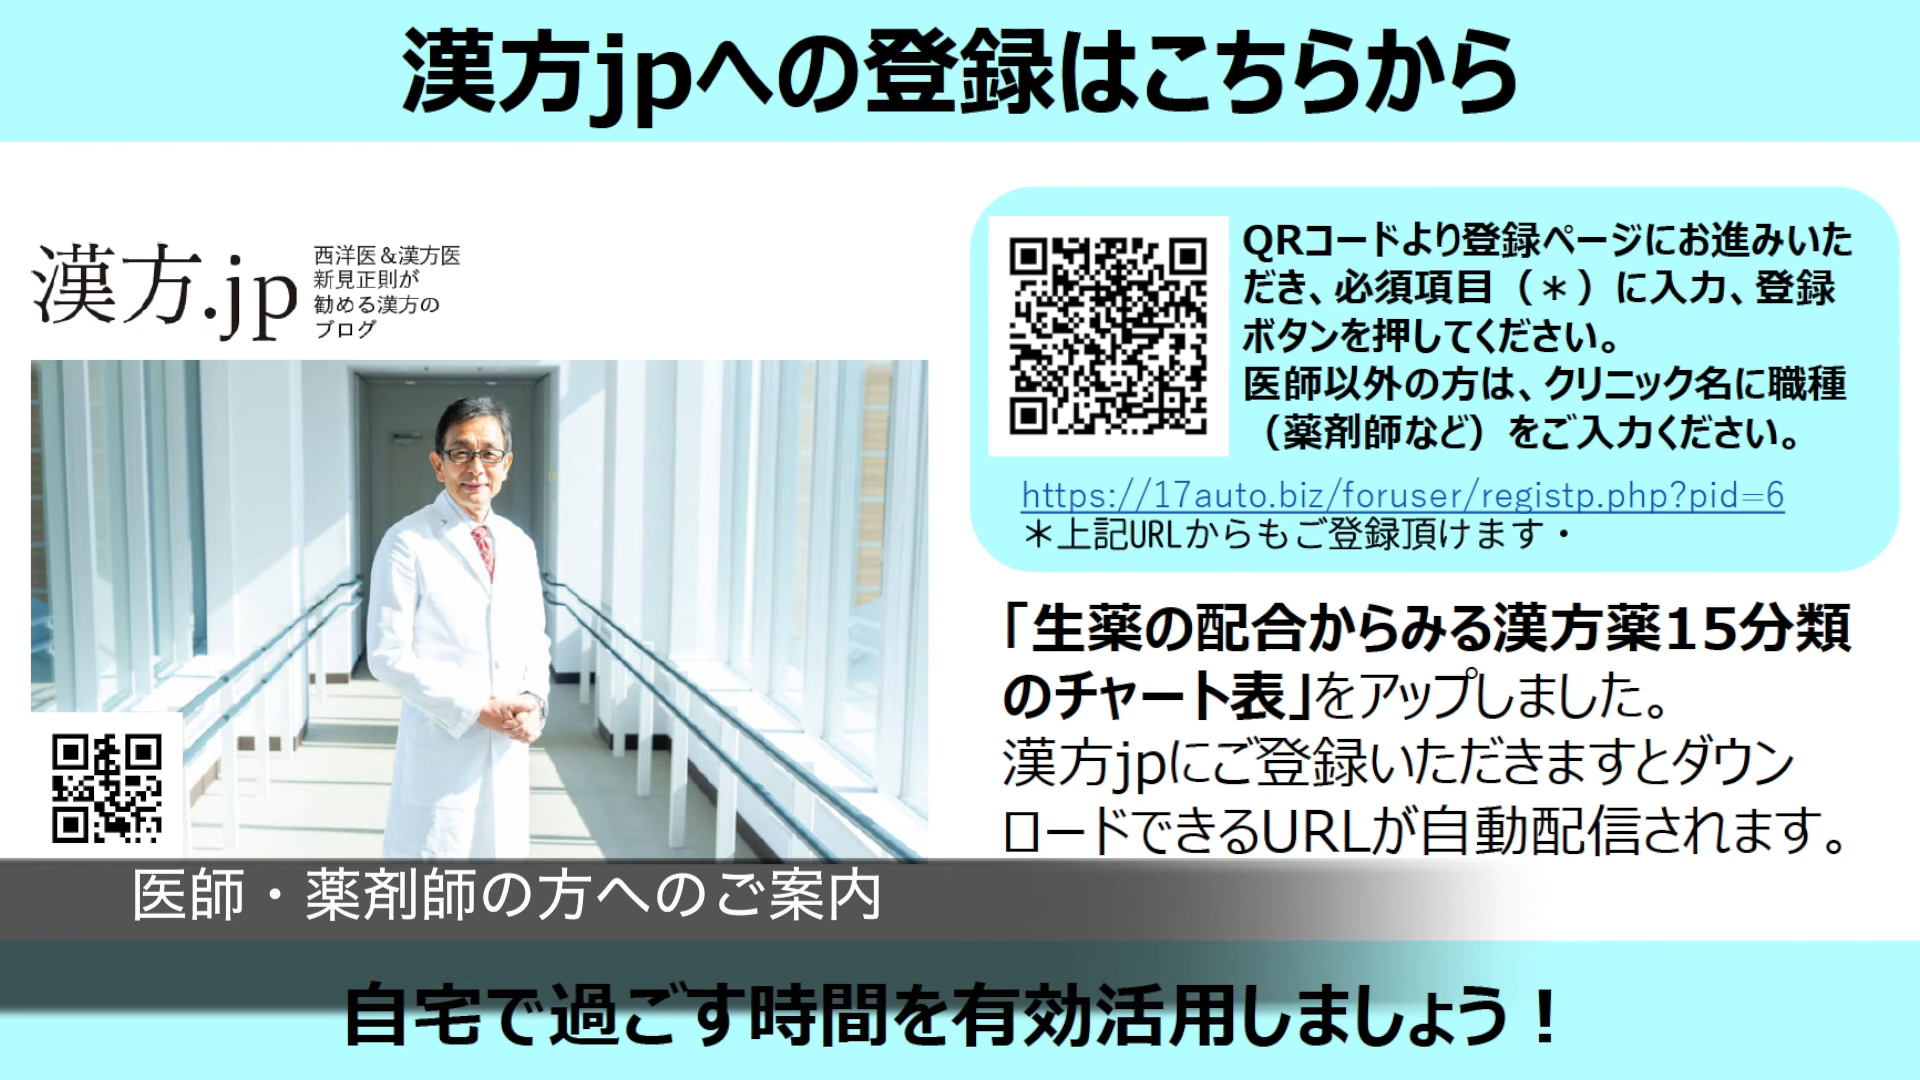 漢方jpへの登録はこちらから
漢方.jp
西洋医&漢方医
新見正則が
勧める漢方の
ブログ
QRコードより登録ページにお進みいた
だき、必須項目（＊）に入力、登録
ボタンを押してください。
医師以外の方は、クリニック名に職種
（薬剤師など）をご入力ください。
https://17auto.biz/foruser/registp.php?pid=6
＊上記URLからもご登録頂けます・
「生薬の配合からみる漢方薬15分類
のチャート表」をアップしました。
漢方jpにご登録いただきますとダウン
ロードできるURLが自動配信されます。
医師・薬剤師の方へのご案内
自宅で過ごす時間を有効活用しましょう！